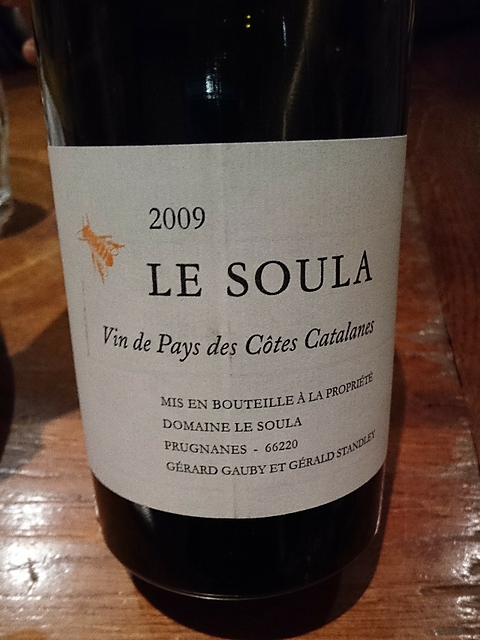 2009
LE SOULA
Vin de Pays des Côtes Catalanes
MIS EN BOUTEILLE À LA PROPRIÉTÉ
DOMAINE LE SOULA
PRUGNANES - 66220
GÉRARD GAUBY ET GÉRALD STANDLEY